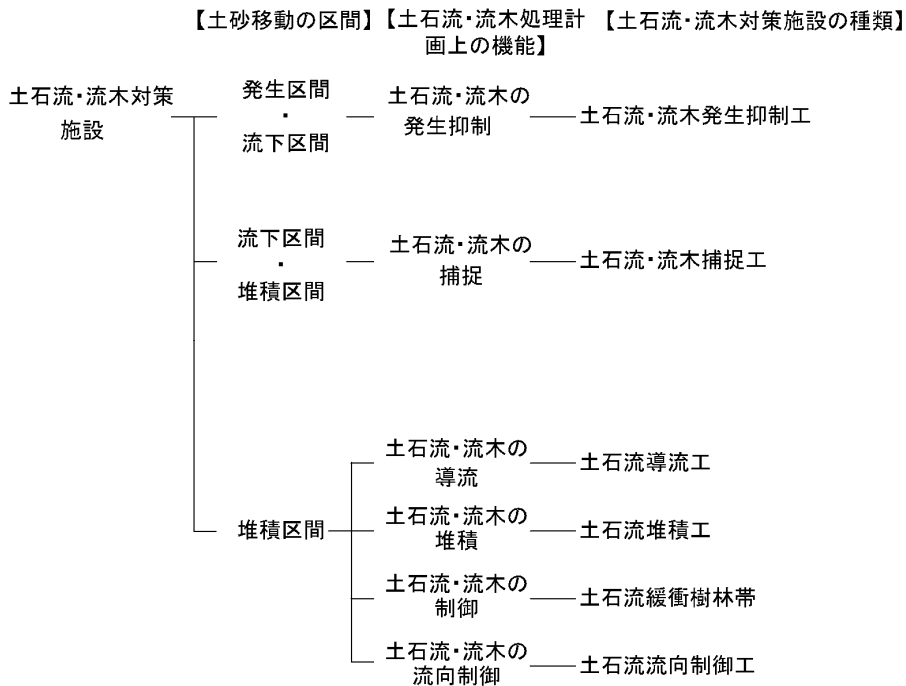 【土砂移動の区間】
【土石流・流木処理計
画上の機能】
【土石流・流木対策施設の種類】
土石流・流木対策
施設
発生区間
・
流下区間
土石流・流木の
発生抑制
土石流・流木発生抑制工
流下区間
・
堆積区間
土石流・流木の
捕捉
土石流・流木捕捉工
堆積区間
土石流・流木の
導流
土石流導流工
土石流・流木の
堆積
土石流堆積工
土石流・流木の
制御
土石流緩衝樹林帯
土石流・流木の
流向制御
土石流流向制御工